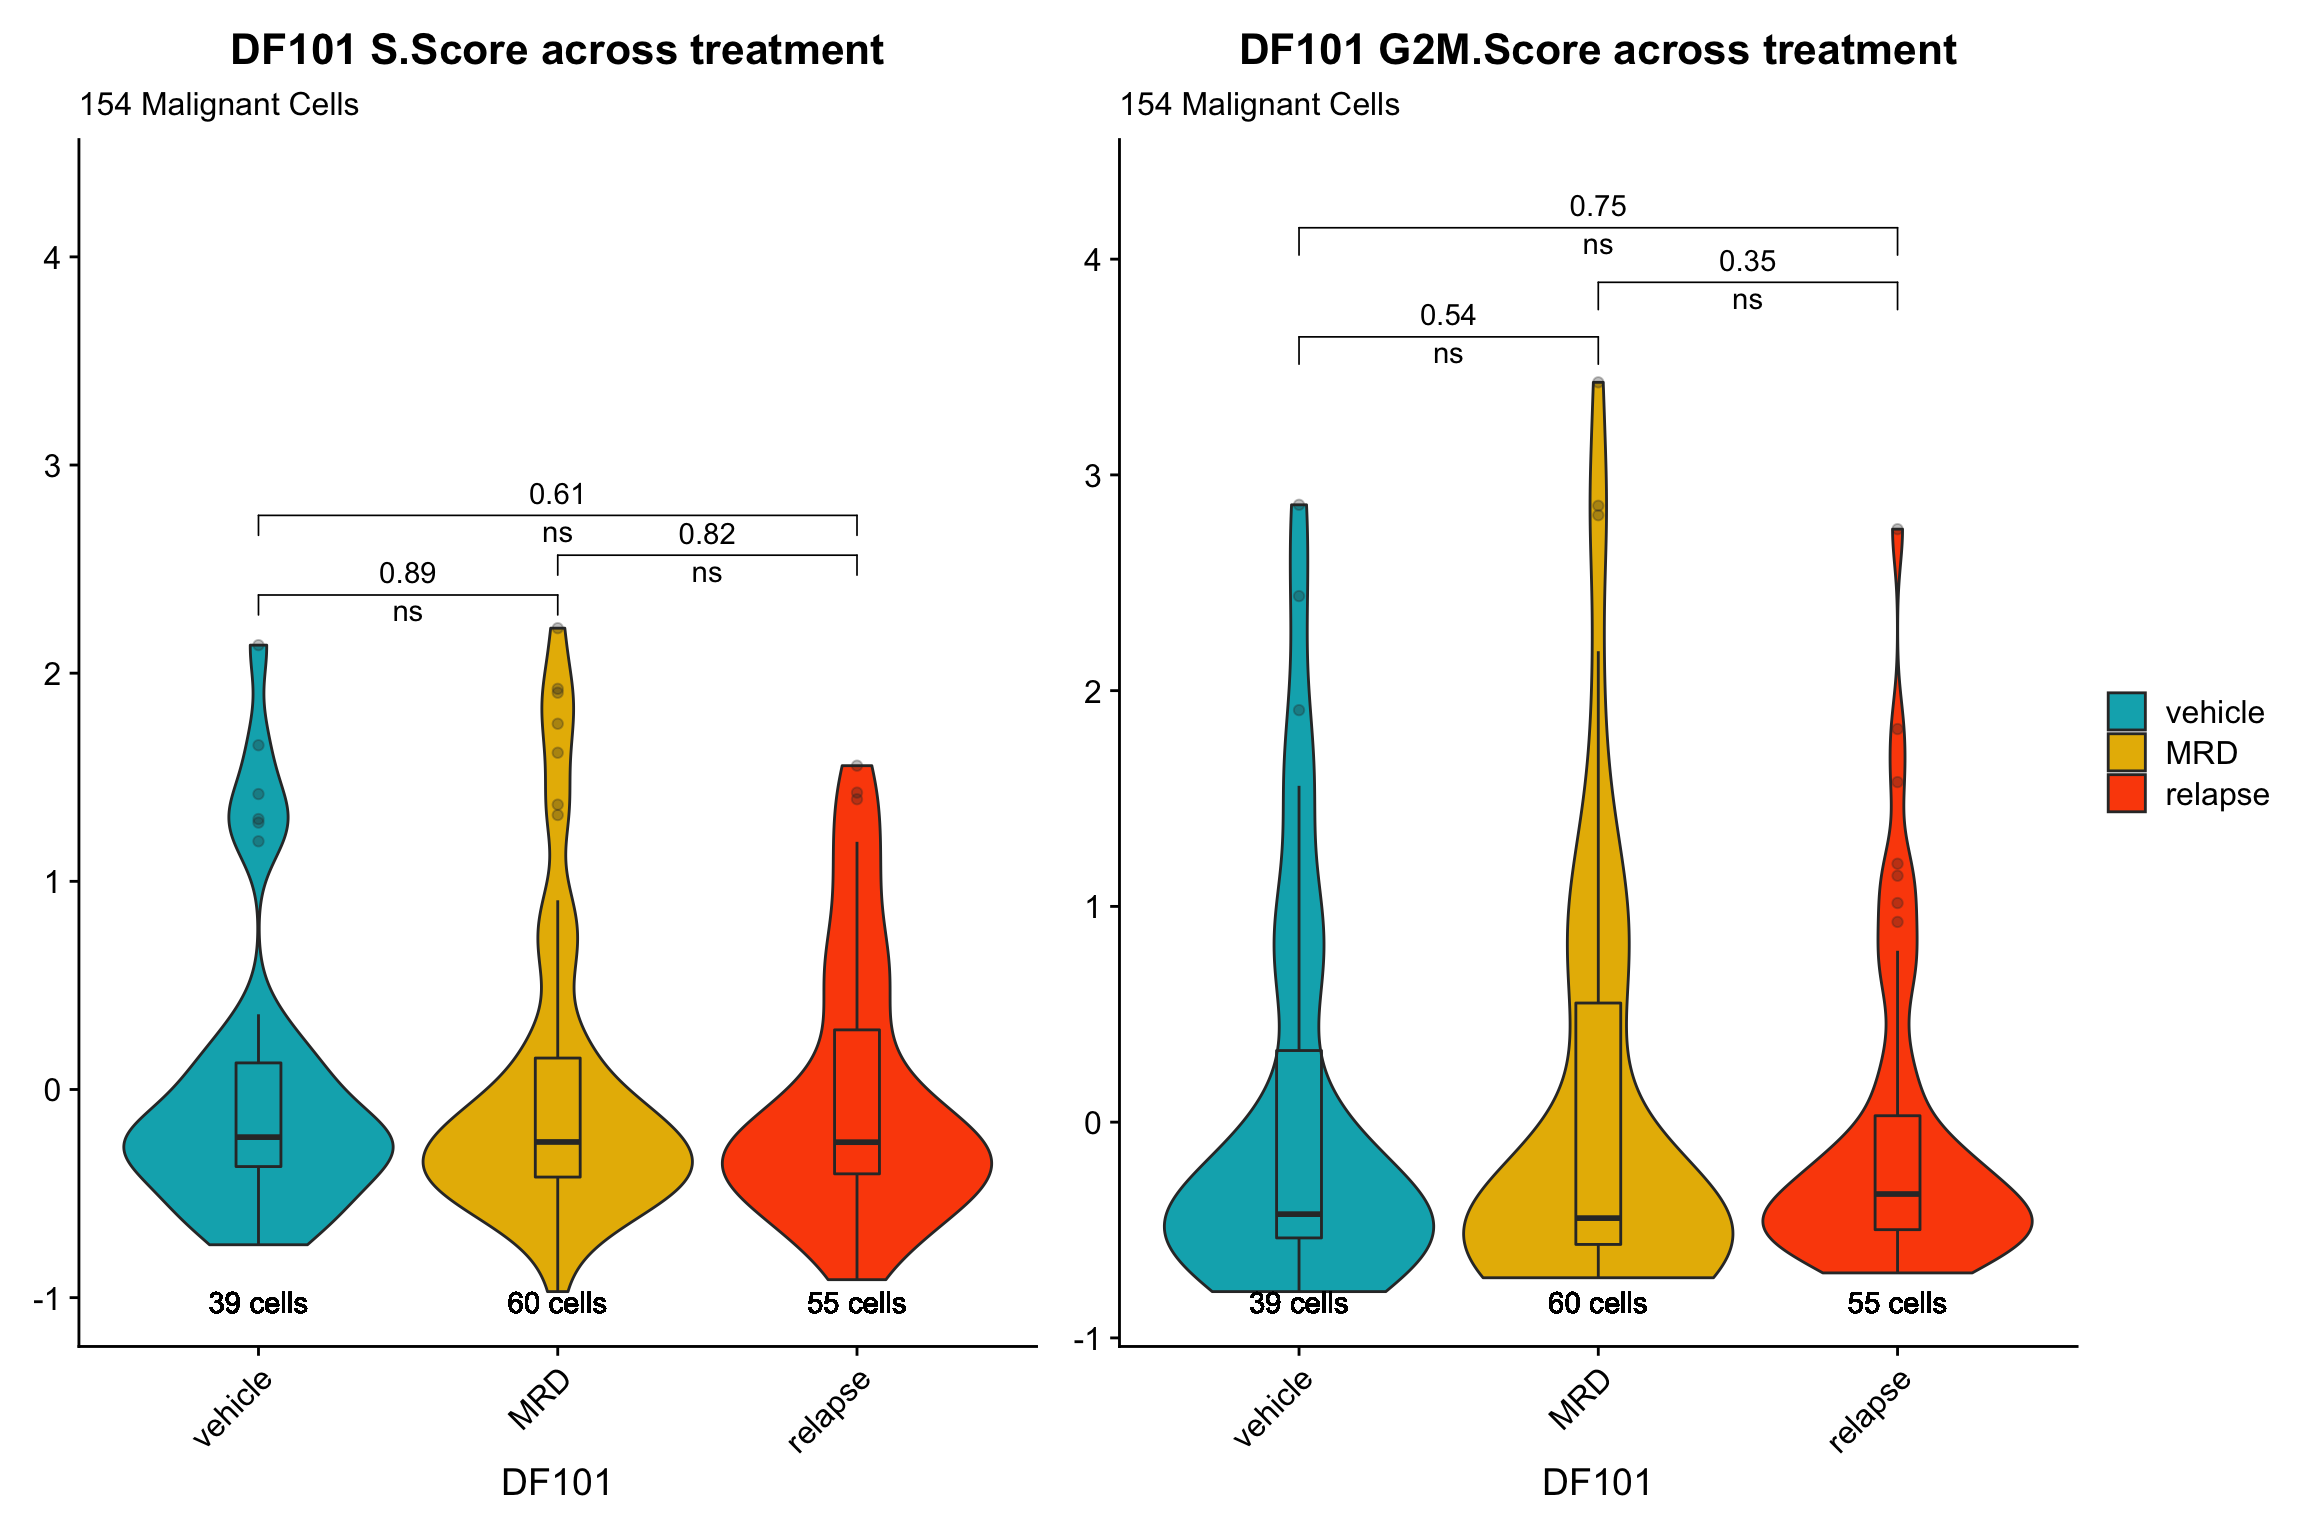 DF101 S.Score across treatment
154 Malignant Cells
4
3
2
1
0
-1
0.61
ns
0.82
ns
0.89
ns
39 cells
60 cells
55 cells
vehicle
MRD
relapse
DF101
DF101 G2M.Score across treatment
154 Malignant Cells
4
3
2
1
0
-1
0.75
ns
0.35
ns
0.54
ns
39 cells
60 cells
55 cells
vehicle
MRD
relapse
DF101
vehicle
MRD
relapse